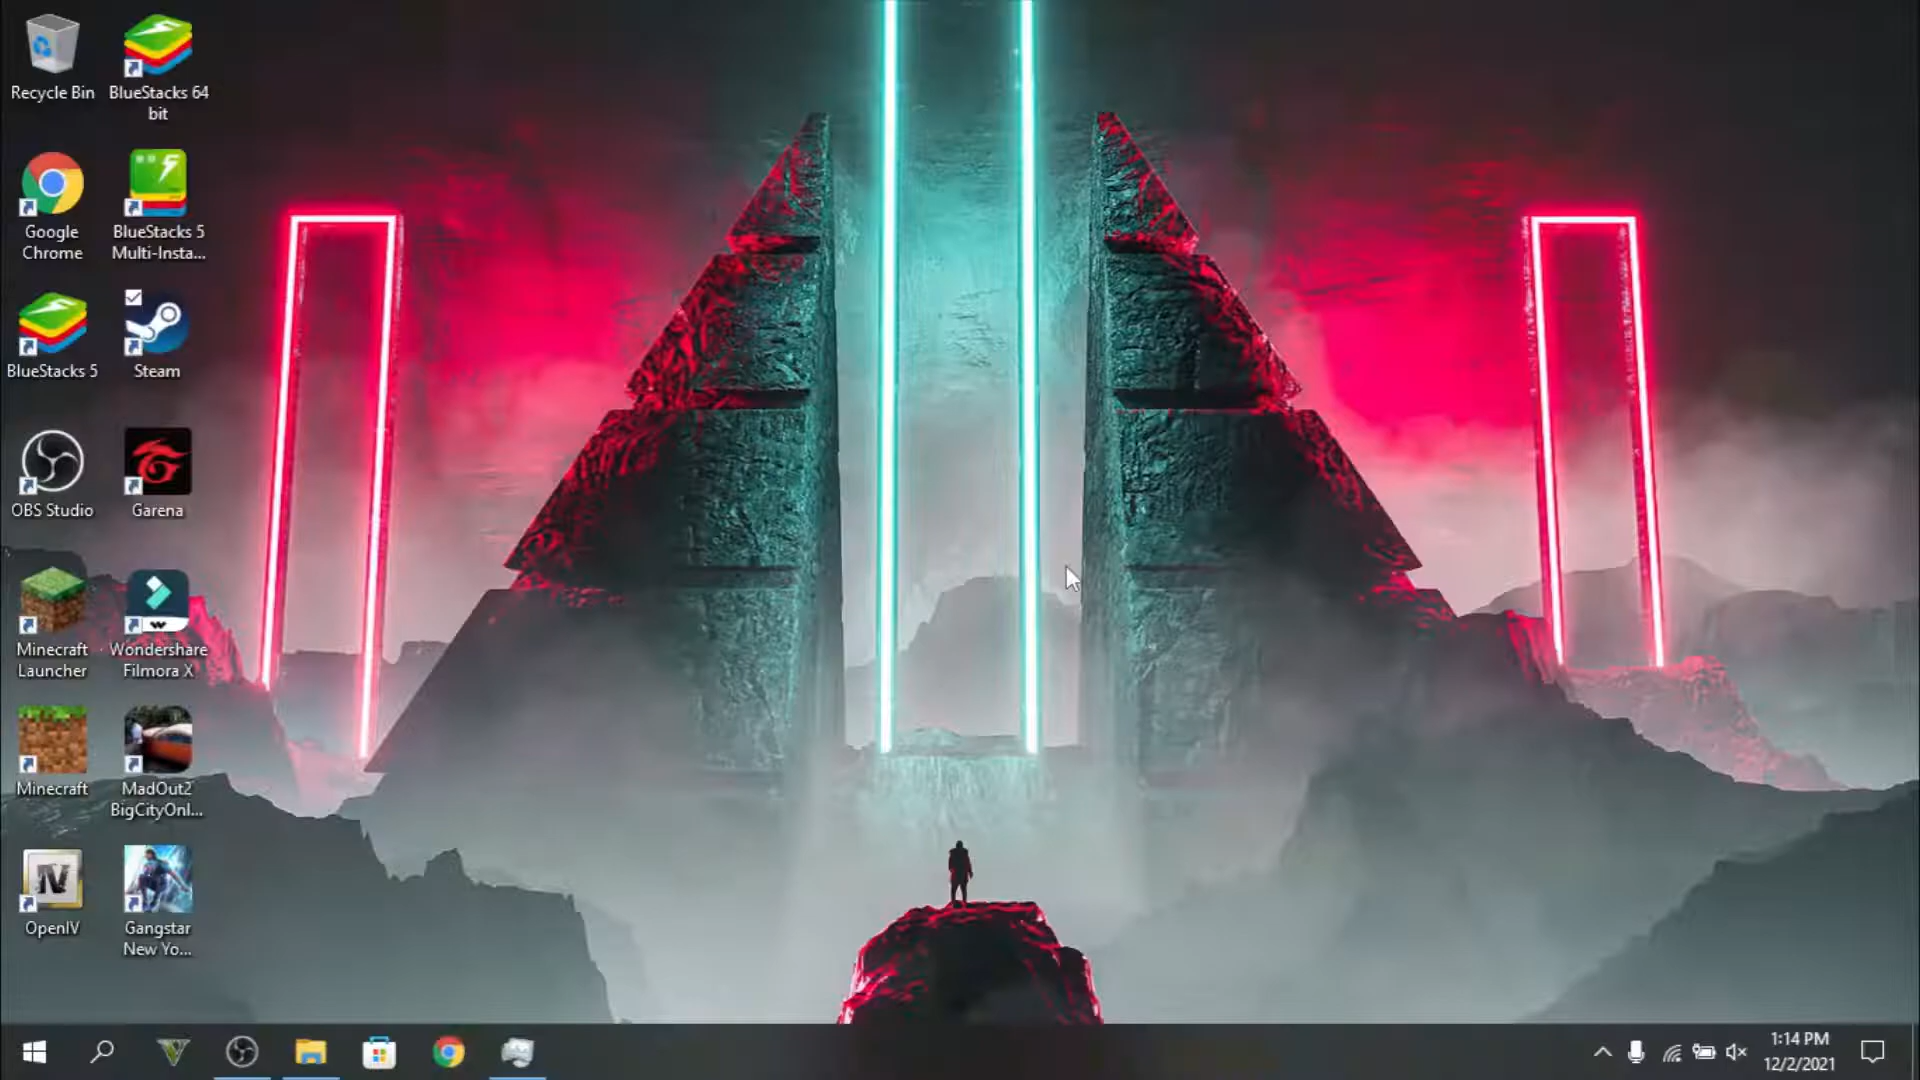 Recycle Bin
BlueStacks 64
bit
Google
Chrome
BlueStacks 5
Multi-Insta...
BlueStacks 5
Steam
OBS Studio
Garena
Minecraft
Launcher
Wondershare
Filmora X
Minecraft
MadOut2
BigCityOnl...
IV
OpenIV
Gangstar
New Yo...
1:14 PM
12/2/2021